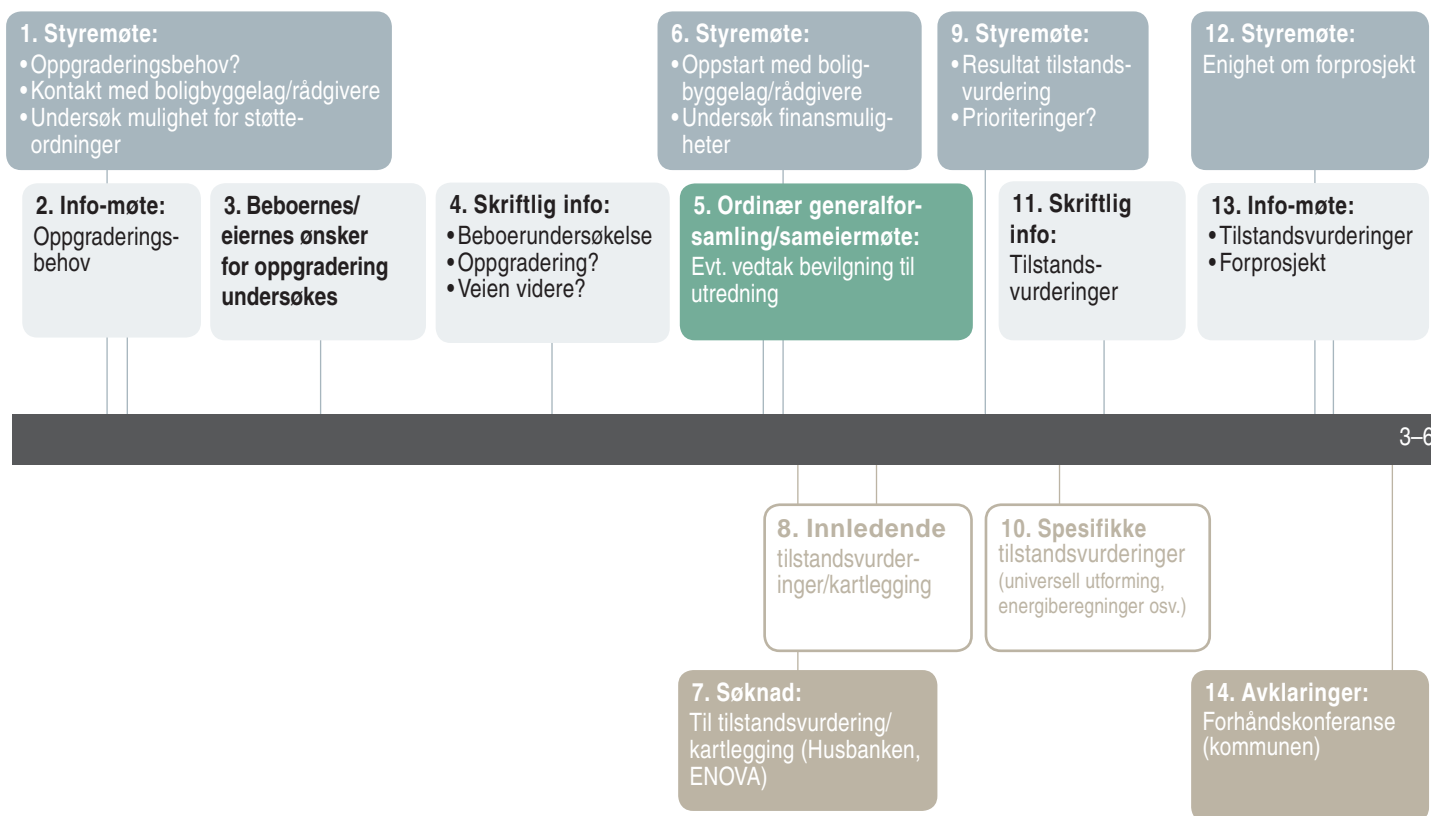 1. Styremøte:
•Oppgraderingsbehov?
•Kontakt med boligbyggelag/rådgivere
•Undersøk mulighet for støtte-
ordninger
6. Styremøte:
•Oppstart med bolig-
byggelag/rådgivere
•Undersøk finansmulig-
heter
9. Styremøte:
•Resultat tilstands-
vurdering
•Prioriteringer?
12. Styremøte:
Enighet om forprosjekt
2. Info-møte:
Oppgraderings-
behov
3. Beboernes/
eiernes ønsker
for oppgradering
undersøkes
4. Skriftlig info:
•Beboerundersøkelse
•Oppgradering?
•Veien videre?
5. Ordinær generalfor-
samling/sameiermøte:
Evt. vedtak bevilgning til
utredning
11. Skriftlig
info:
Tilstands-
vurderinger
13. Info-møte:
•Tilstandsvurderinger
•Forprosjekt
3–6
8. Innledende
tilstandsvurder-
inger/kartlegging
10. Spesifikke
tilstandsvurderinger
(universell utforming,
energiberegninger osv.)
7. Søknad:
Til tilstandsvurdering/
kartlegging (Husbanken,
ENOVA)
14. Avklaringer:
Forhåndskonferanse
(kommunen)